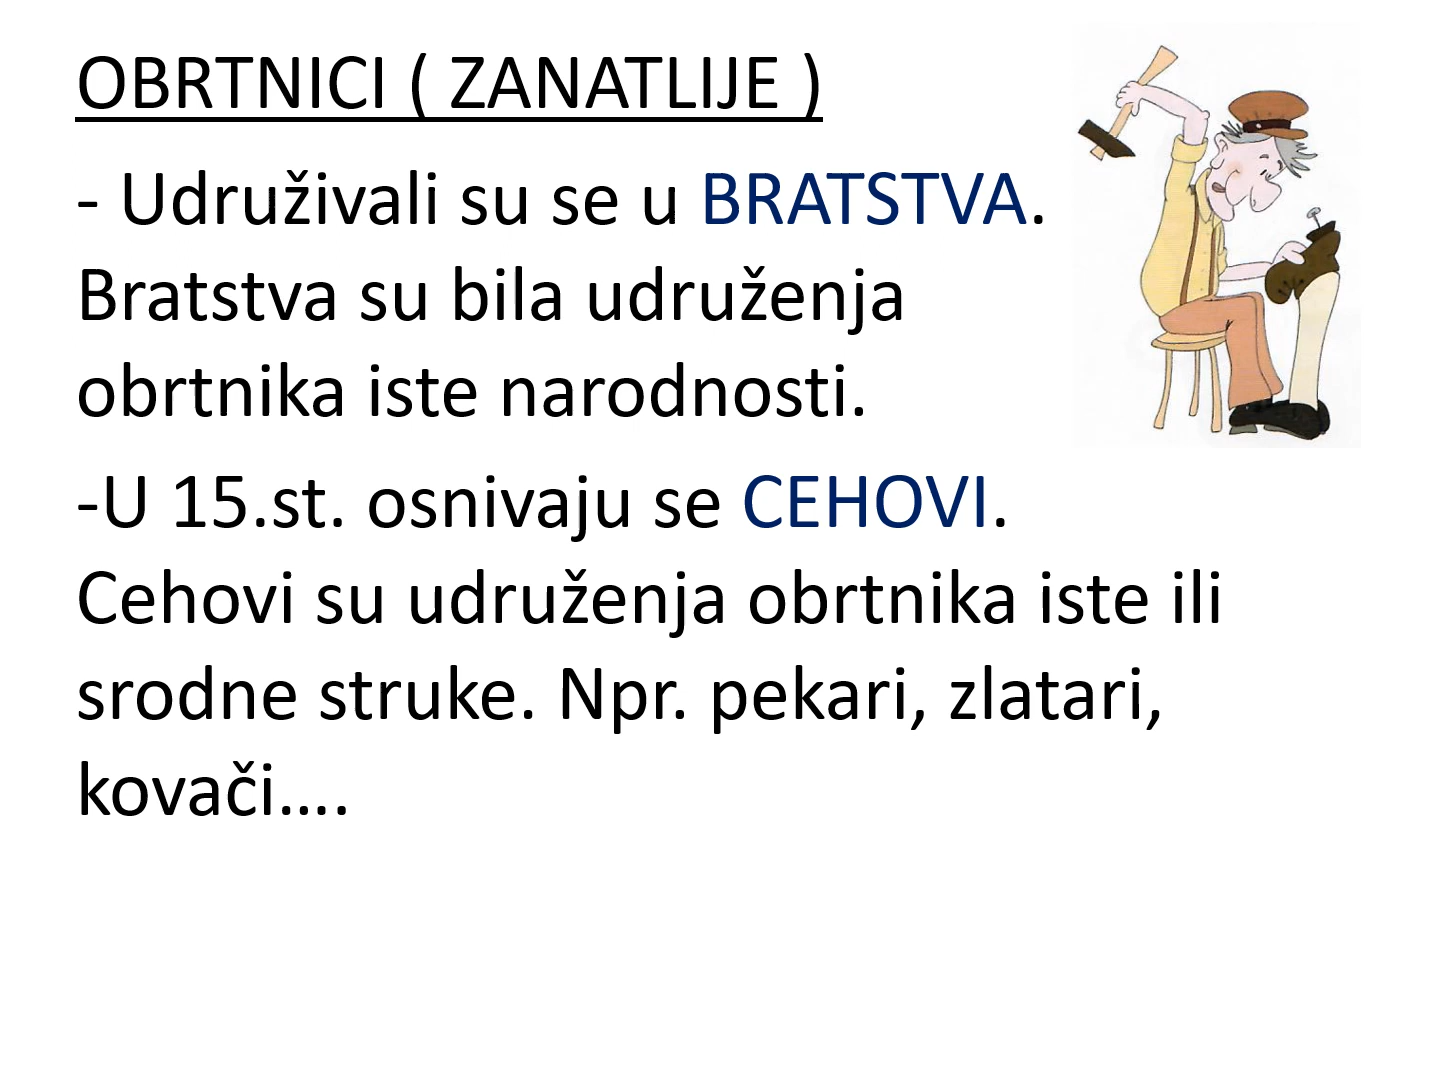 OBRTNICI ( ZANATLIJE )
- Udruživali su se u BRATSTVA.
Bratstva su bila udruženja
obrtnika iste narodnosti.
-U 15.st. osnivaju se CEHOVI.
Cehovi su udruženja obrtnika iste ili
srodne struke. Npr. pekari, zlatari,
kovači….